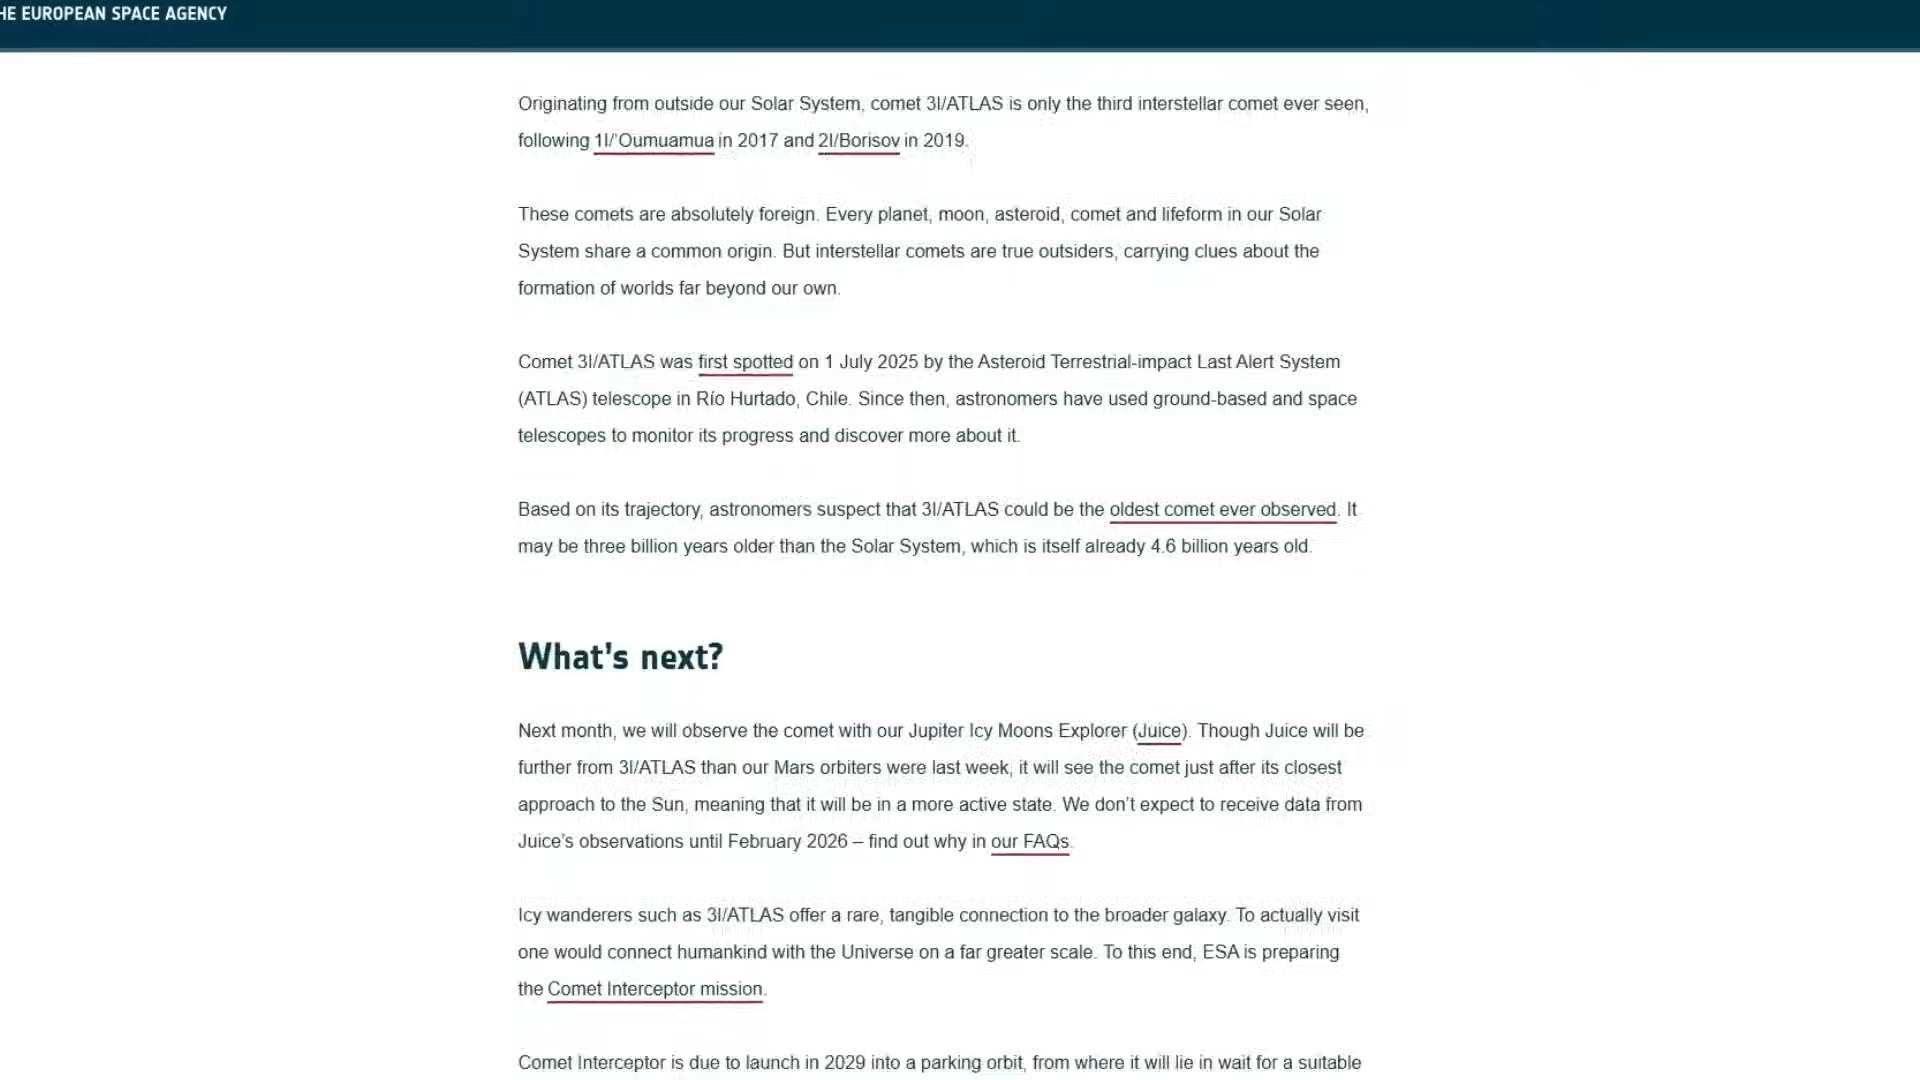 HE EUROPEAN SPACE AGENCY
Originating from outside our Solar System, comet 3I/ATLAS is only the third interstellar comet ever seen,
following 1I/ʻOumuamua in 2017 and 2I/Borisov in 2019.
These comets are absolutely foreign. Every planet, moon, asteroid, comet and lifeform in our Solar
System share a common origin. But interstellar comets are true outsiders, carrying clues about the
formation of worlds far beyond our own.
Comet 3I/ATLAS was first spotted on 1 July 2025 by the Asteroid Terrestrial-impact Last Alert System
(ATLAS) telescope in Río Hurtado, Chile. Since then, astronomers have used ground-based and space
telescopes to monitor its progress and discover more about it.
Based on its trajectory, astronomers suspect that 3I/ATLAS could be the oldest comet ever observed. It
may be three billion years older than the Solar System, which is itself already 4.6 billion years old.
What's next?
Next month, we will observe the comet with our Jupiter Icy Moons Explorer (Juice). Though Juice will be
further from 3I/ATLAS than our Mars orbiters were last week, it will see the comet just after its closest
approach to the Sun, meaning that it will be in a more active state. We don't expect to receive data from
Juice's observations until February 2026 – find out why in our FAQs.
Icy wanderers such as 3I/ATLAS offer a rare, tangible connection to the broader galaxy. To actually visit
one would connect humankind with the Universe on a far greater scale. To this end, ESA is preparing
the Comet Interceptor mission.
Comet Interceptor is due to launch in 2029 into a parking orbit, from where it will lie in wait for a suitable